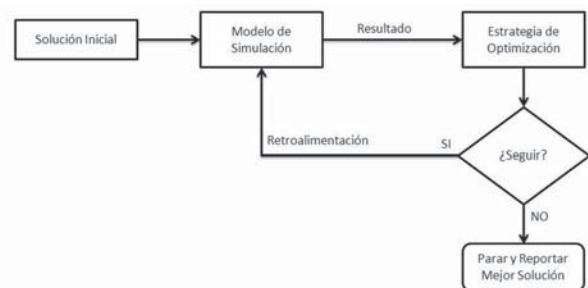 Solución Inicial
Modelo de
Simulación
Resultado
Estrategia de
Optimización
Retroalimentación
SI
¿Seguir?
NO
Parar y Reportar
Mejor Solución